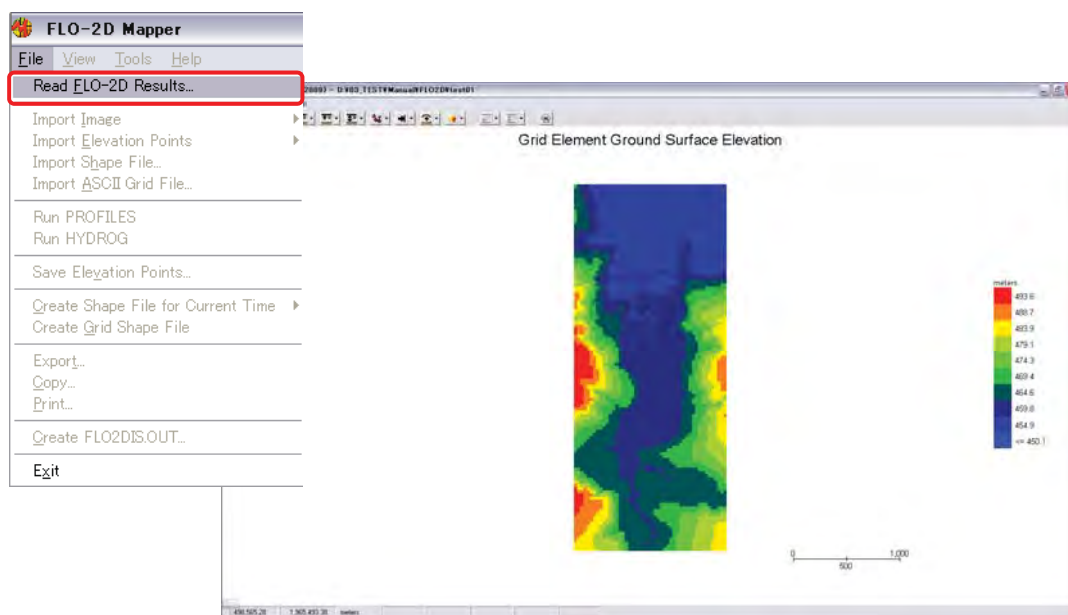 FLO-2D Mapper
File View Tools Help
Read FLO-2D Results...
Import Image
Import Elevation Points
Import Shape File...
Import ASCII Grid File...
Run PROFILES
Run HYDROG
Save Elevation Points...
Create Shape File for Current Time
Create Grid Shape File
Export...
Copy...
Print...
Create FLO2DIS.OUT...
Exit
Grid Element Ground Surface Elevation
meters
493.6
488.7
483.9
479.1
474.3
469.4
464.6
459.8
454.9
<= 450.1
0 1,000
500
meters